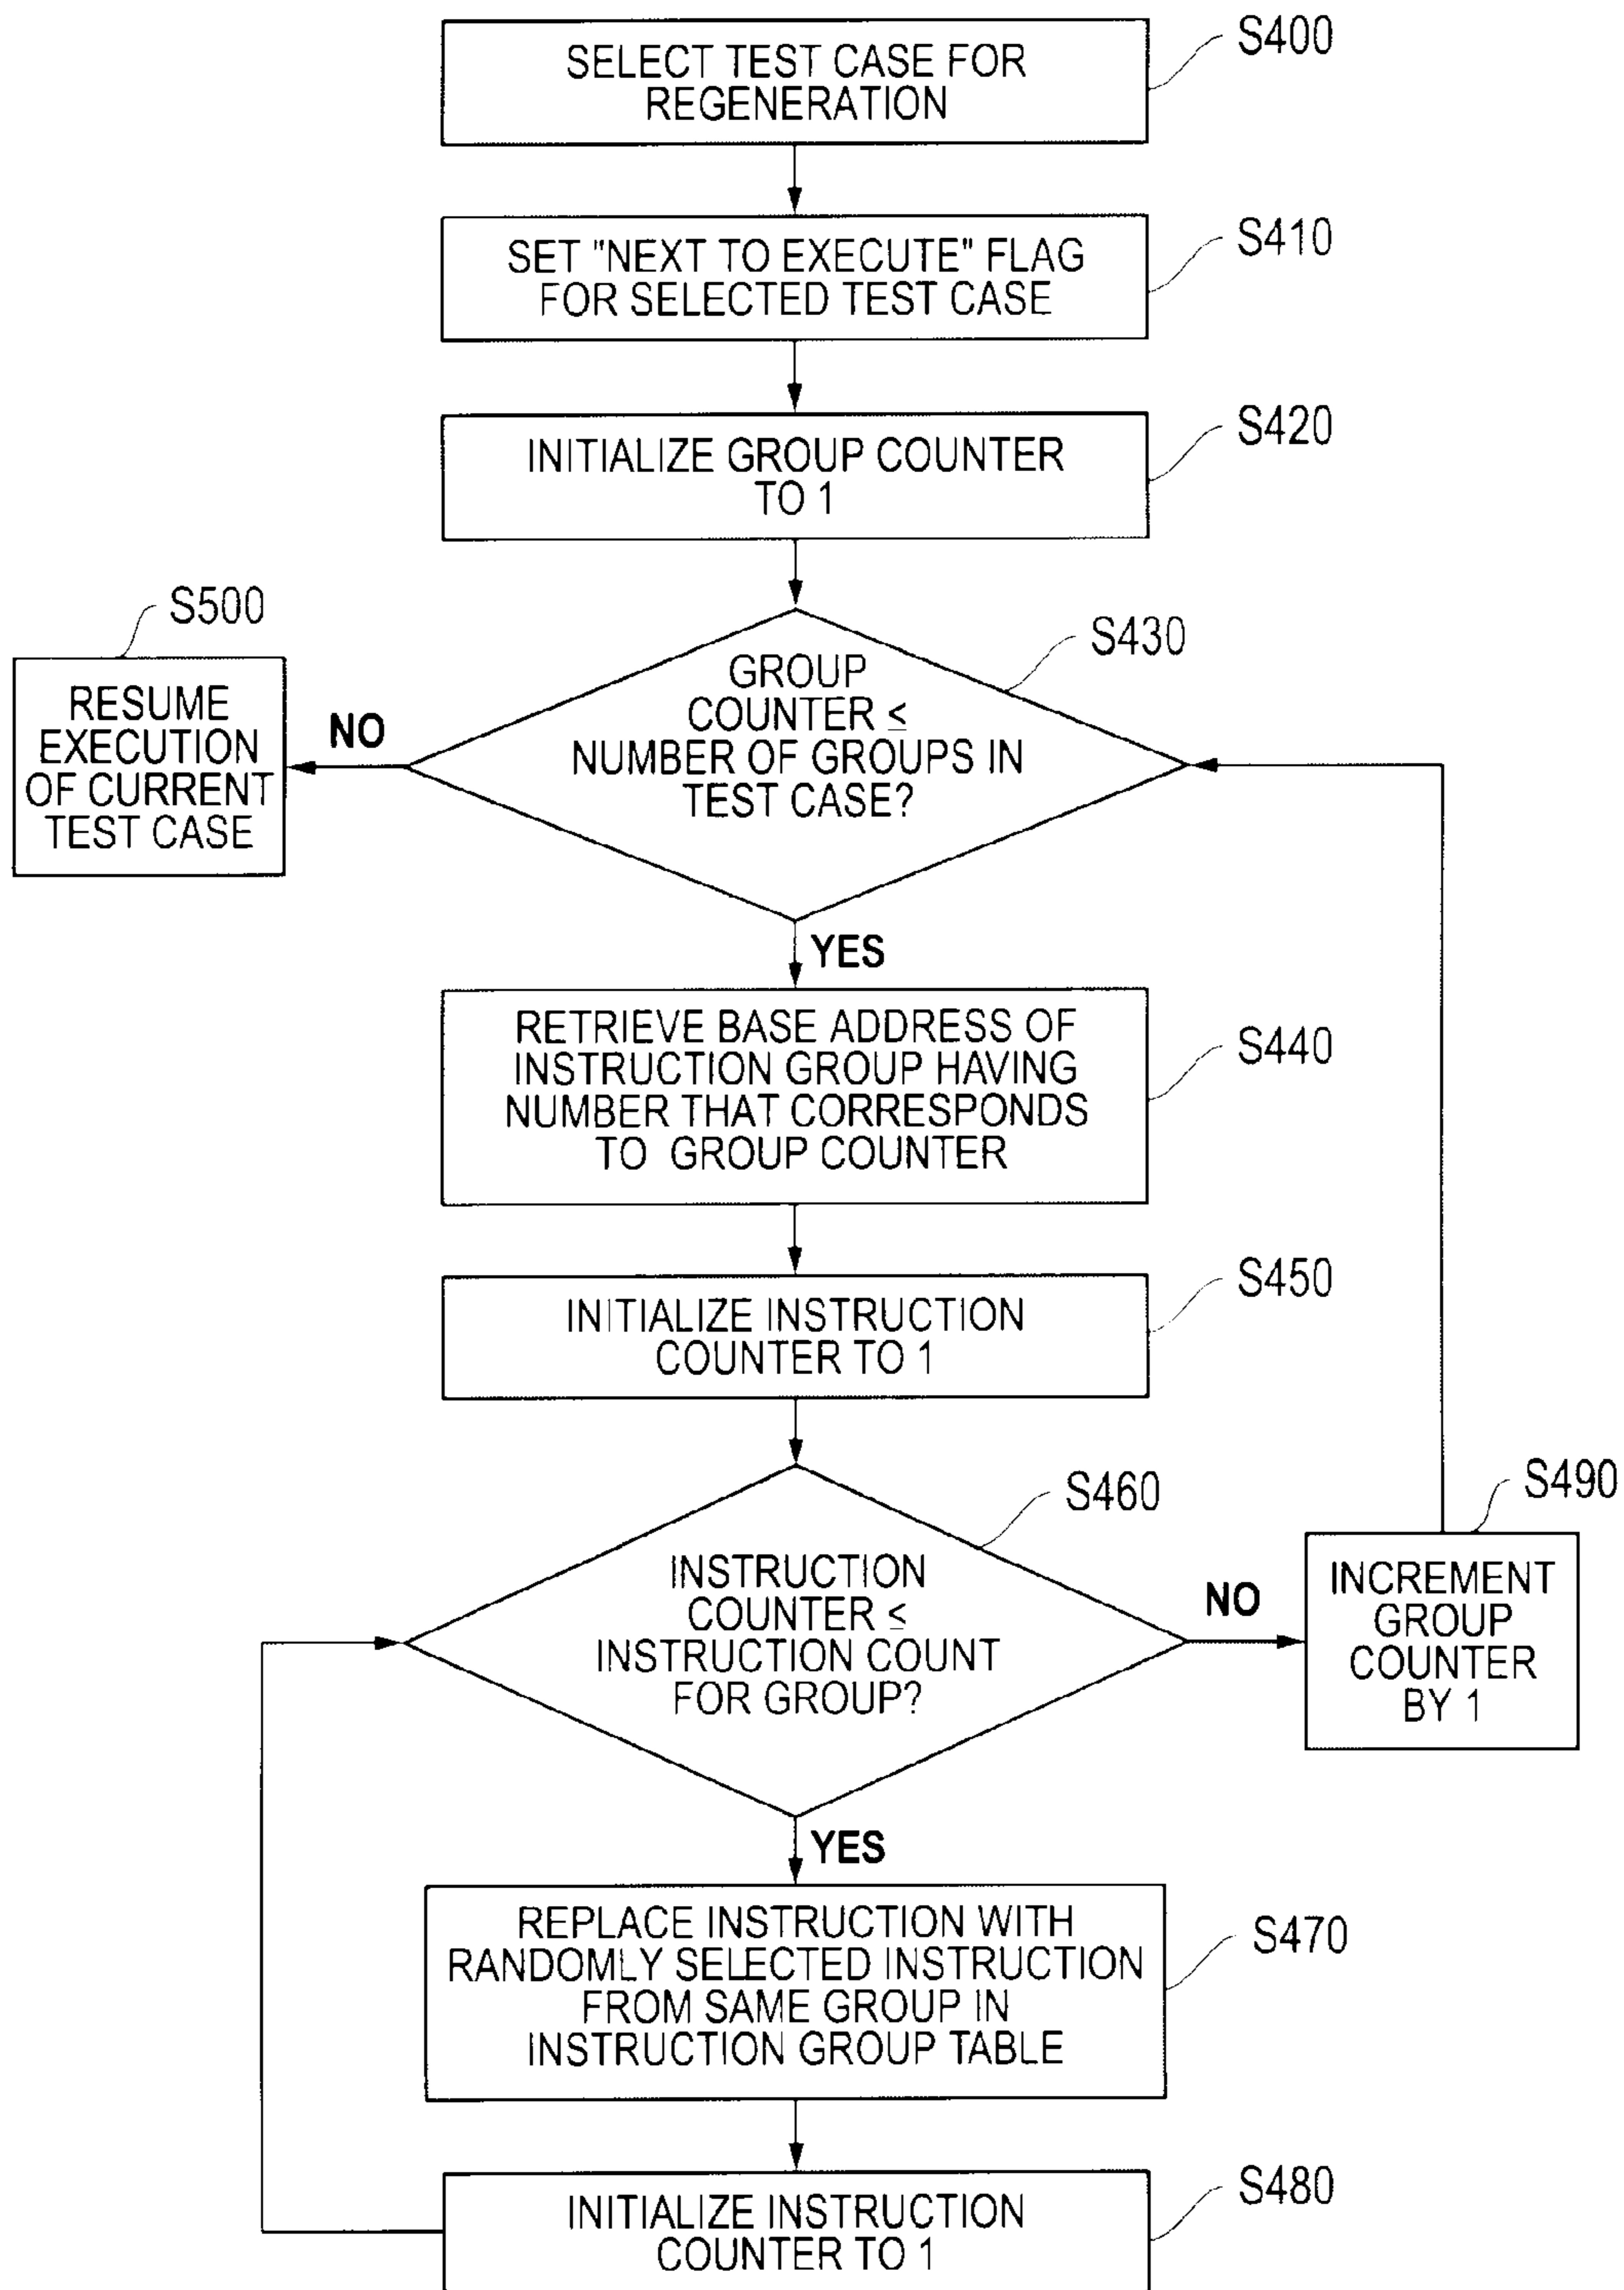 SELECT TEST CASE FOR
REGENERATION
S400
SET "NEXT TO EXECUTE" FLAG
FOR SELECTED TEST CASE
S410
INITIALIZE GROUP COUNTER
TO 1
S420
S500
RESUME
EXECUTION
OF CURRENT
TEST CASE
NO
GROUP
COUNTER ≤
NUMBER OF GROUPS IN
TEST CASE?
S430
YES
RETRIEVE BASE ADDRESS OF
INSTRUCTION GROUP HAVING
NUMBER THAT CORRESPONDS
TO GROUP COUNTER
S440
INITIALIZE INSTRUCTION
COUNTER TO 1
S450
INSTRUCTION
COUNTER ≤
INSTRUCTION COUNT
FOR GROUP?
S460
NO
S490
INCREMENT
GROUP
COUNTER
BY 1
YES
REPLACE INSTRUCTION WITH
RANDOMLY SELECTED INSTRUCTION
FROM SAME GROUP IN
INSTRUCTION GROUP TABLE
S470
INITIALIZE INSTRUCTION
COUNTER TO 1
S480